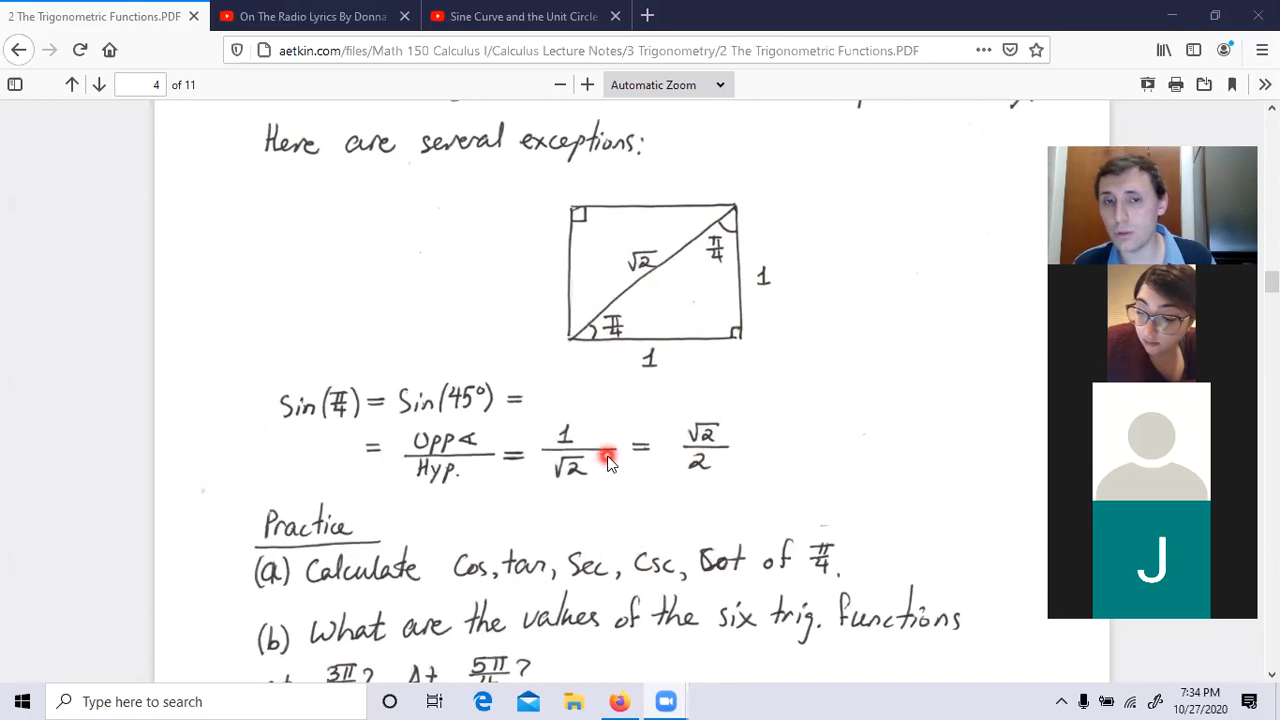 2 The Trigonometric Functions.pdf
On The Radio Lyrics By Donna
Sine Curve and the Unit Circle
aetkin.com/files/Math 150 Calculus I/Calculus Lecture Notes/3 Trigonometry/2 The Trigonometric Functions.PDF
4 of 11
Automatic Zoom
Here are several exceptions:
√2
π/4
1
π/4
1
Sin(π/4) = Sin(45°) =
= Opp∢/Hyp. = 1/√2 = √2/2
Practice
(a) Calculate Cos, tan, Sec, Csc, Cot of π/4.
(b) What are the values of the six trig. functions
3π ? At 5π ?
J
Type here to search
7:34 PM
10/27/2020